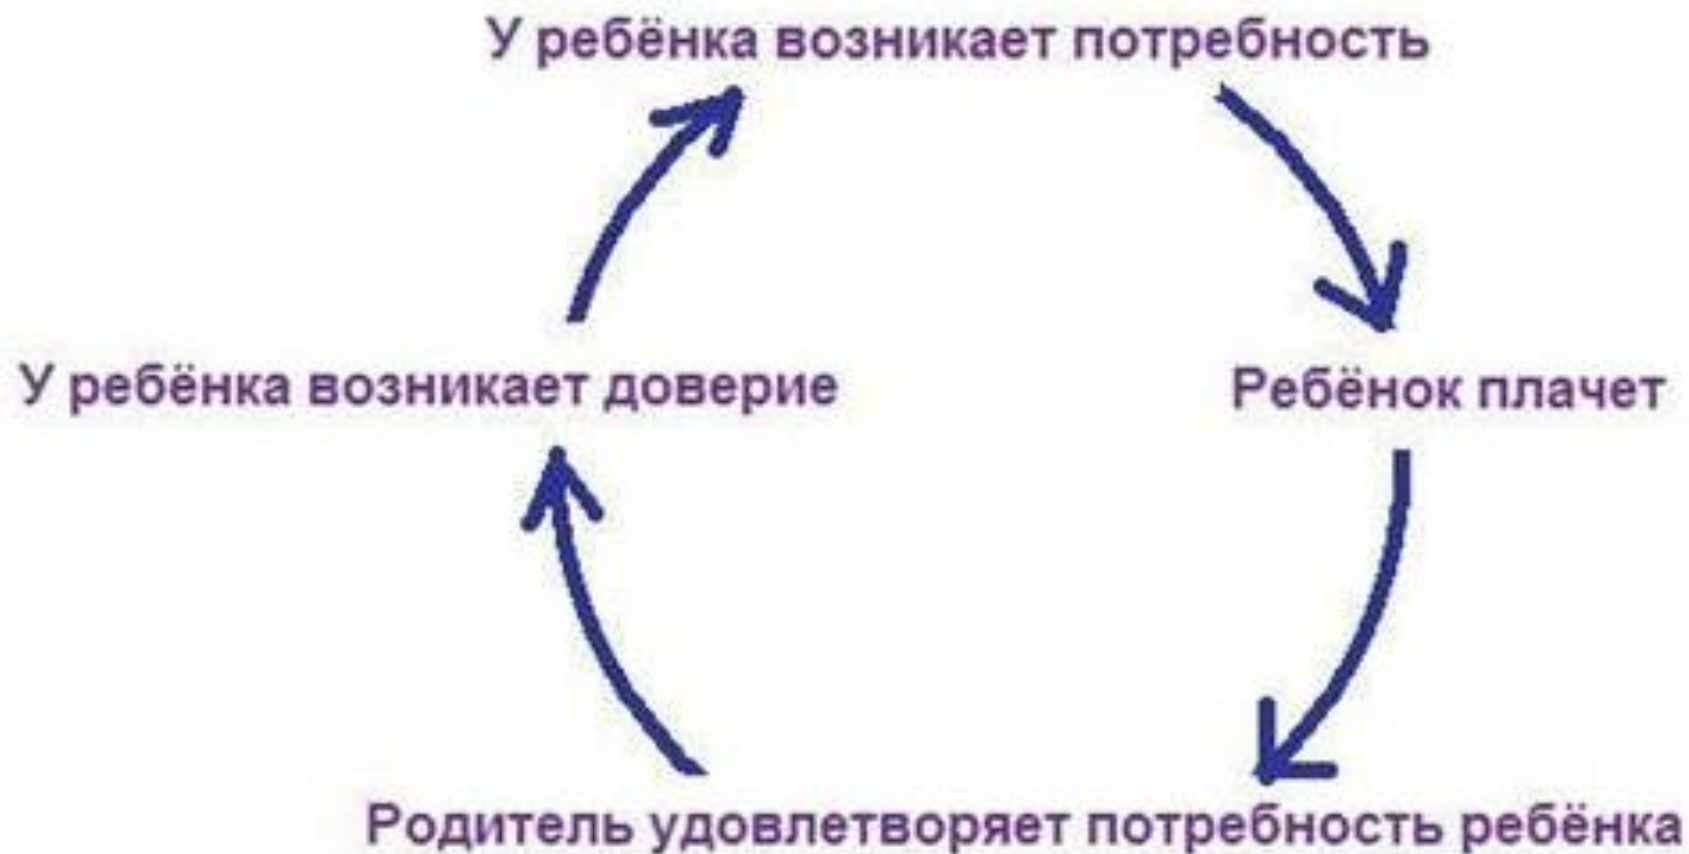 У ребёнка возникает потребность
У ребёнка возникает доверие
Ребёнок плачет
Родитель удовлетворяет потребность ребёнка